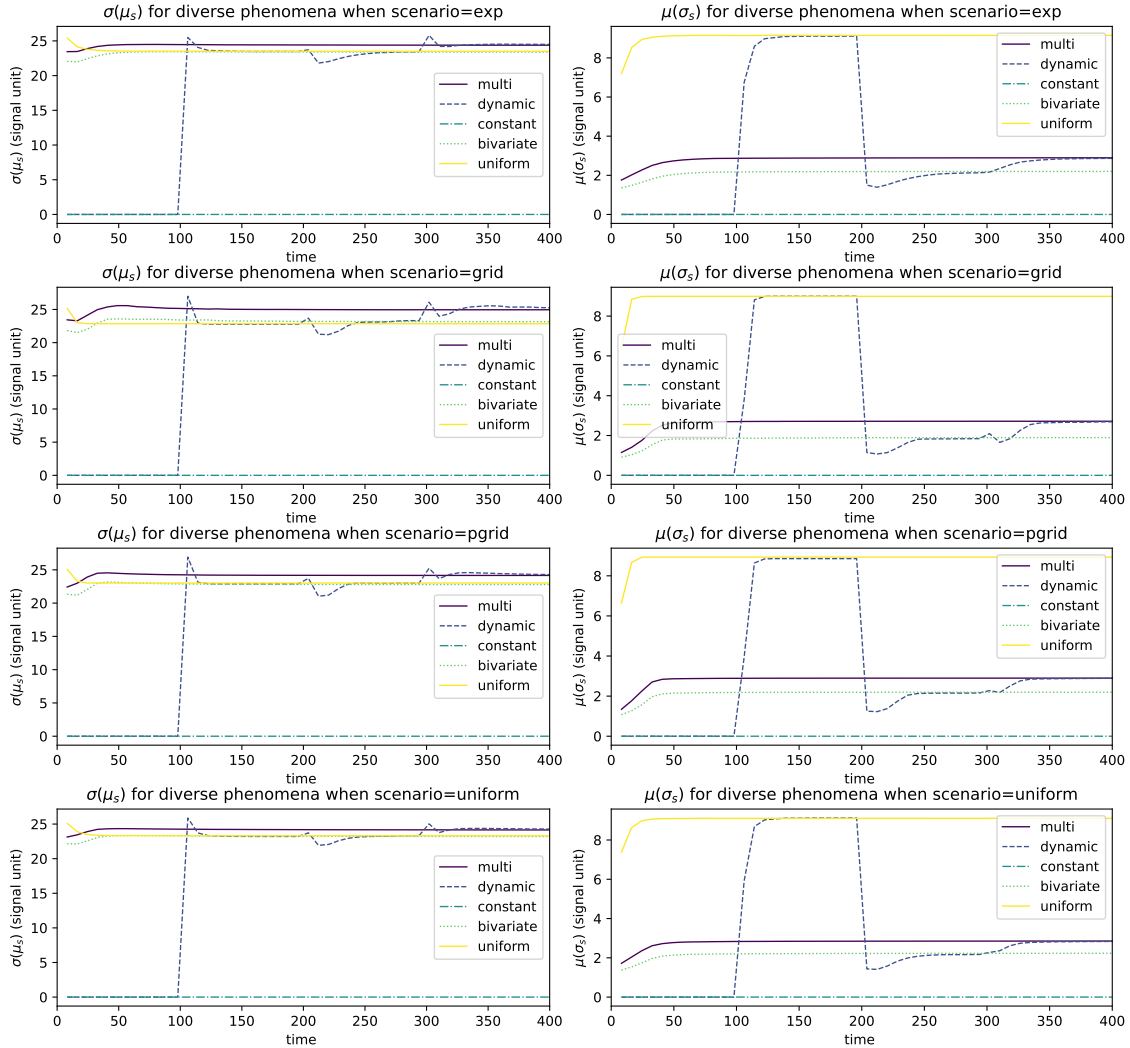 σ(μₛ) for diverse phenomena when scenario=exp
σ(μₛ) (signal unit)
25
20
15
10
5
0
0 50 100 150 200 250 300 350 400
time
multi
dynamic
constant
bivariate
uniform
μ(σₛ) for diverse phenomena when scenario=exp
μ(σₛ) (signal unit)
8
6
4
2
0
0 50 100 150 200 250 300 350 400
time
multi
dynamic
constant
bivariate
uniform
σ(μₛ) for diverse phenomena when scenario=grid
σ(μₛ) (signal unit)
25
20
15
10
5
0
0 50 100 150 200 250 300 350 400
time
multi
dynamic
constant
bivariate
uniform
μ(σₛ) for diverse phenomena when scenario=grid
μ(σₛ) (signal unit)
8
6
4
2
0
0 50 100 150 200 250 300 350 400
time
multi
dynamic
constant
bivariate
uniform
σ(μₛ) for diverse phenomena when scenario=pgrid
σ(μₛ) (signal unit)
25
20
15
10
5
0
0 50 100 150 200 250 300 350 400
time
multi
dynamic
constant
bivariate
uniform
μ(σₛ) for diverse phenomena when scenario=pgrid
μ(σₛ) (signal unit)
8
6
4
2
0
0 50 100 150 200 250 300 350 400
time
multi
dynamic
constant
bivariate
uniform
σ(μₛ) for diverse phenomena when scenario=uniform
σ(μₛ) (signal unit)
25
20
15
10
5
0
0 50 100 150 200 250 300 350 400
time
multi
dynamic
constant
bivariate
uniform
μ(σₛ) for diverse phenomena when scenario=uniform
μ(σₛ) (signal unit)
8
6
4
2
0
0 50 100 150 200 250 300 350 400
time
multi
dynamic
constant
bivariate
uniform